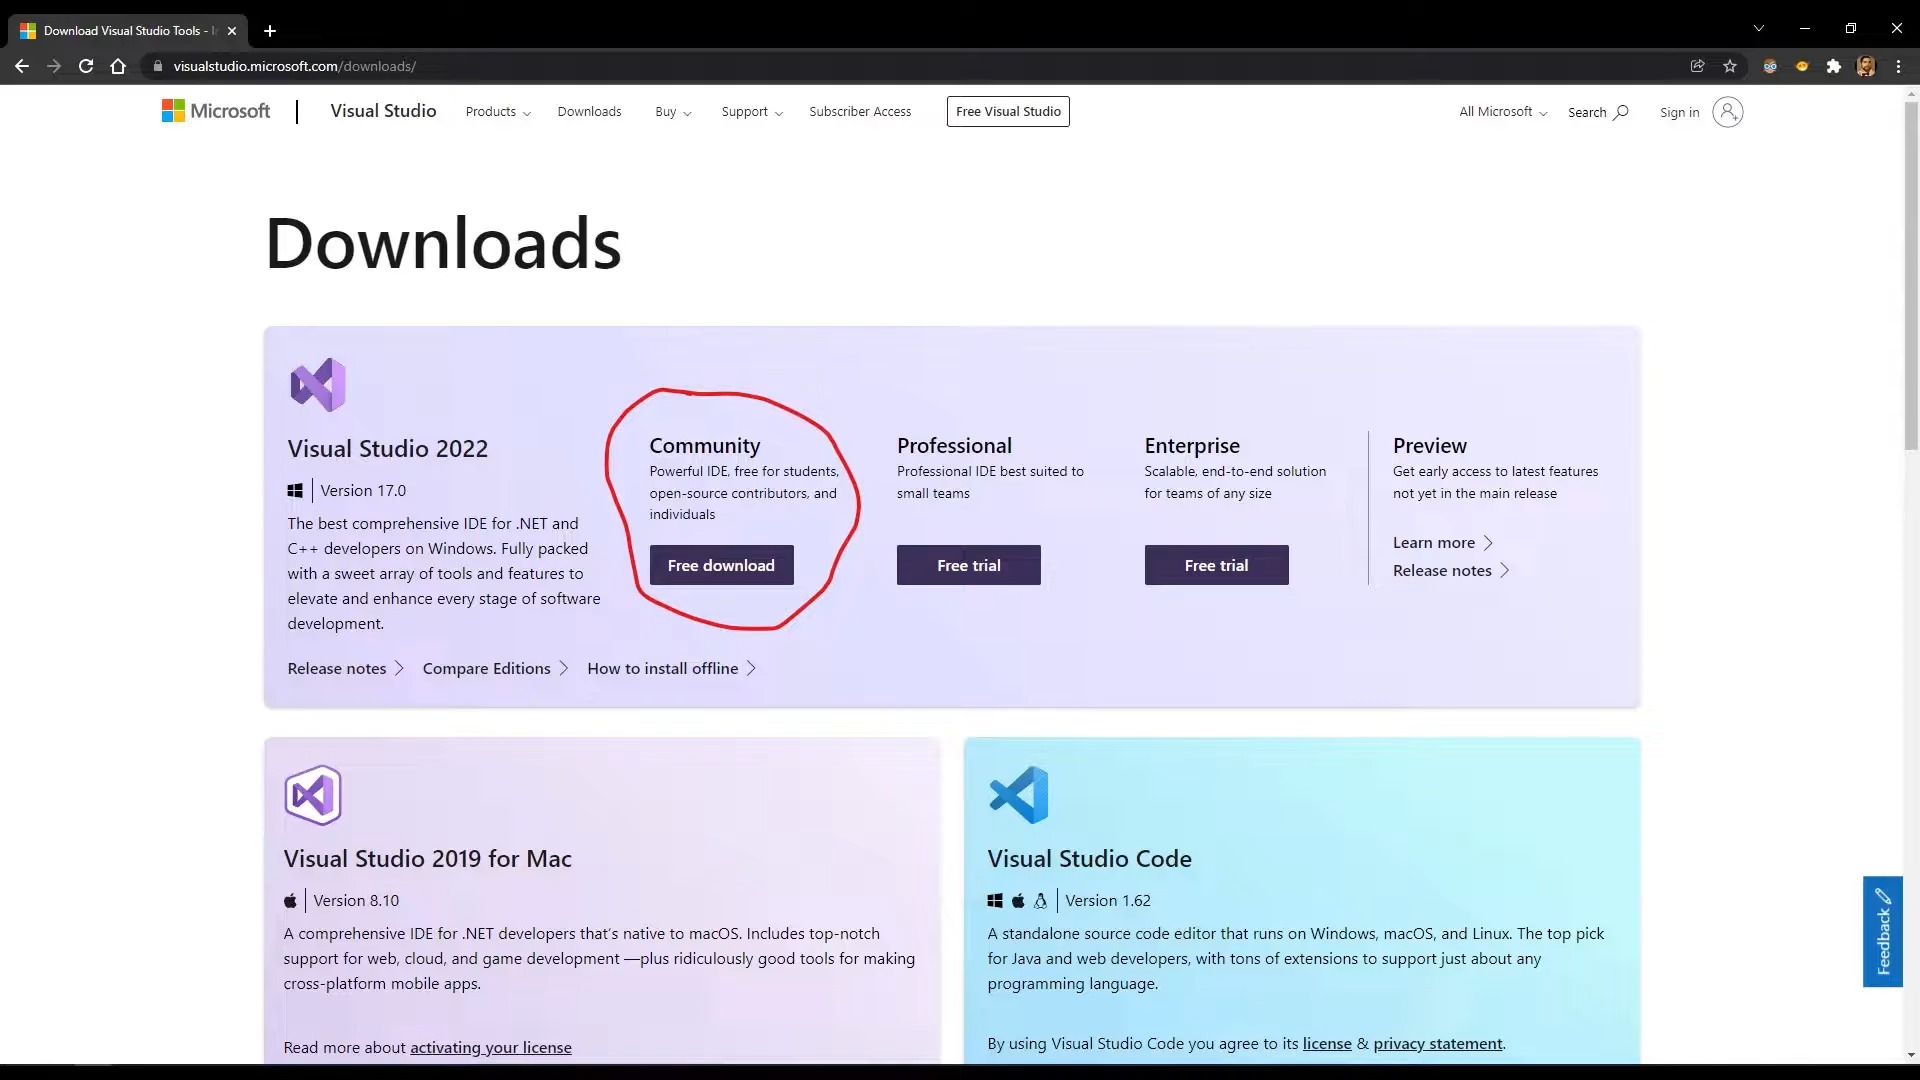 Download Visual Studio Tools - I
visualstudio.microsoft.com/downloads/
Microsoft
Visual Studio
Products
Downloads
Buy
Support
Subscriber Access
Free Visual Studio
All Microsoft
Search
Sign in
Downloads
Visual Studio 2022
Version 17.0
The best comprehensive IDE for .NET and
C++ developers on Windows. Fully packed
with a sweet array of tools and features to
elevate and enhance every stage of software
development.
Community
Powerful IDE, free for students,
open-source contributors, and
individuals
Free download
Professional
Professional IDE best suited to
small teams
Free trial
Enterprise
Scalable, end-to-end solution
for teams of any size
Free trial
Preview
Get early access to latest features
not yet in the main release
Learn more
Release notes
Release notes
Compare Editions
How to install offline
Visual Studio 2019 for Mac
Version 8.10
A comprehensive IDE for .NET developers that's native to macOS. Includes top-notch
support for web, cloud, and game development —plus ridiculously good tools for making
cross-platform mobile apps.
Read more about activating your license
Visual Studio Code
Version 1.62
A standalone source code editor that runs on Windows, macOS, and Linux. The top pick
for Java and web developers, with tons of extensions to support just about any
programming language.
By using Visual Studio Code you agree to its license & privacy statement.
Feedback